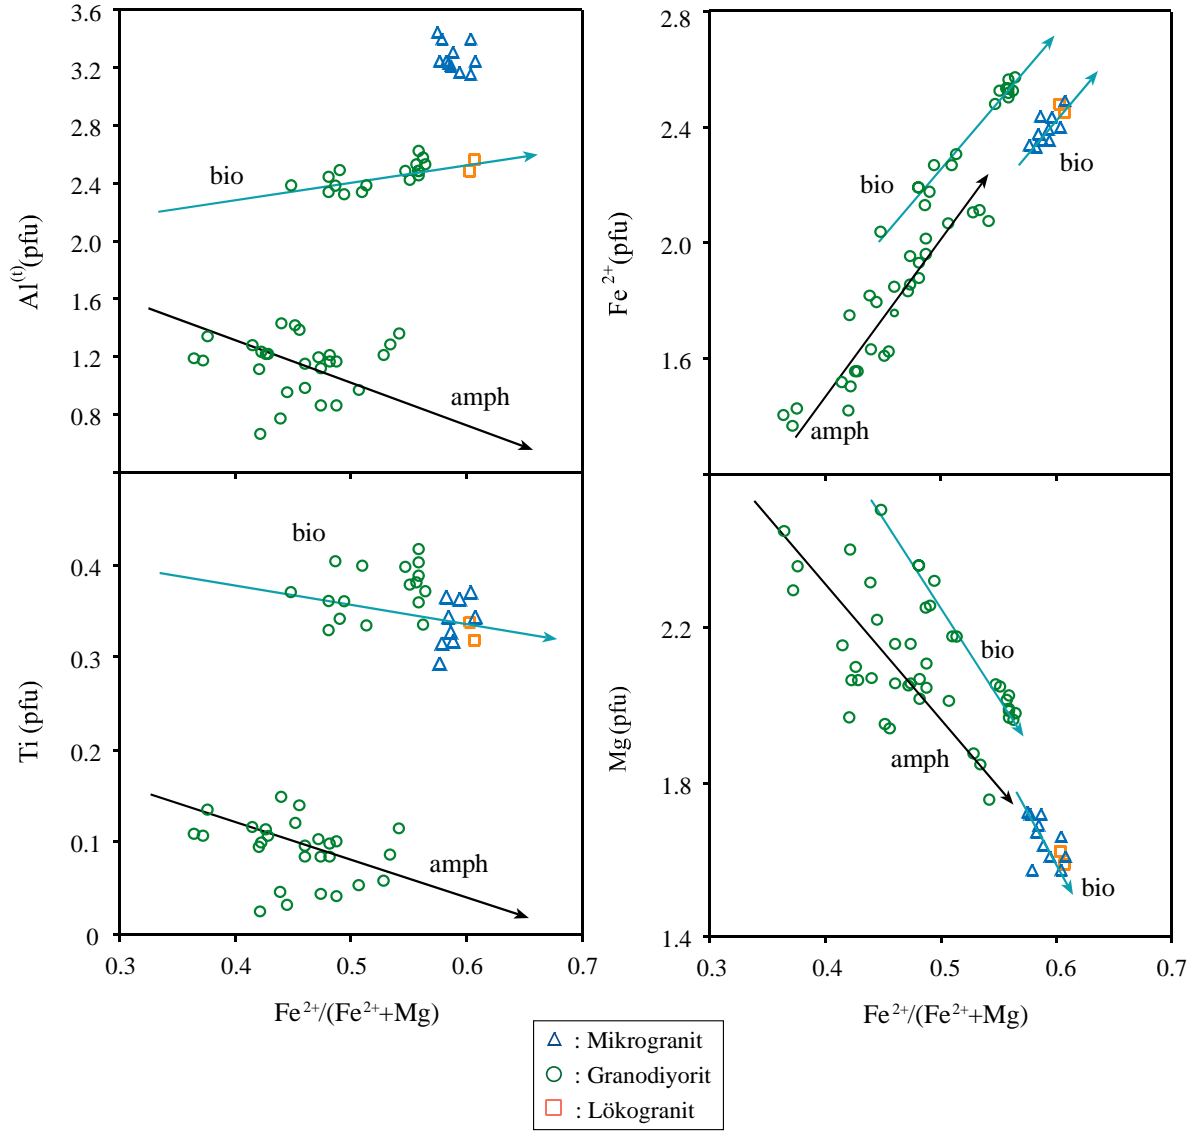 3.6
3.2
2.8
2.4
2.0
1.6
1.2
0.8
Al(t)(pfu)
bio
amph
2.8
2.4
2.0
1.6
Fe2+(pfu)
bio
bio
amph
0.4
0.3
0.2
0.1
0
Ti (pfu)
bio
amph
0.3 0.4 0.5 0.6 0.7
Fe2+/(Fe2++Mg)
2.2
1.8
1.4
Mg(pfu)
bio
amph
bio
0.3 0.4 0.5 0.6 0.7
Fe2+/(Fe2++Mg)
: Mikrogranit
: Granodiyorit
: Lökogranit